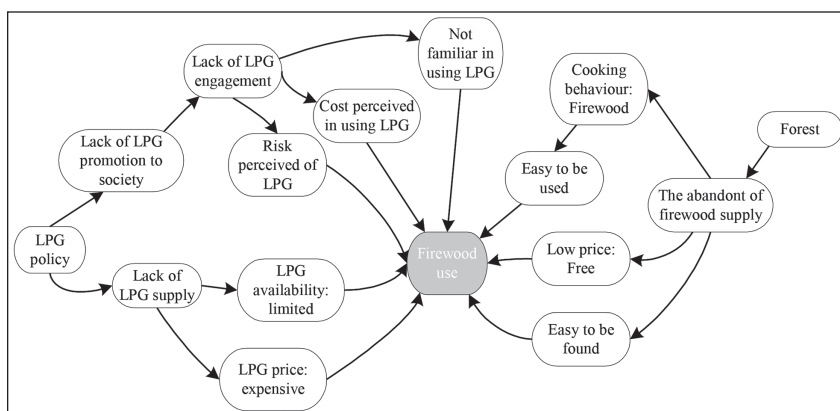 Not
familiar in
using LPG
Lack of LPG
engagement
Cooking
behaviour:
Firewood
Cost perceived
in using LPG
Forest
Lack of LPG
promotion to
society
Risk
perceived of
LPG
Easy to be
used
The abandont of
firewood supply
LPG
policy
Firewood
use
Low price:
Free
Lack of
LPG supply
LPG
availability:
limited
Easy to be
found
LPG price:
expensive